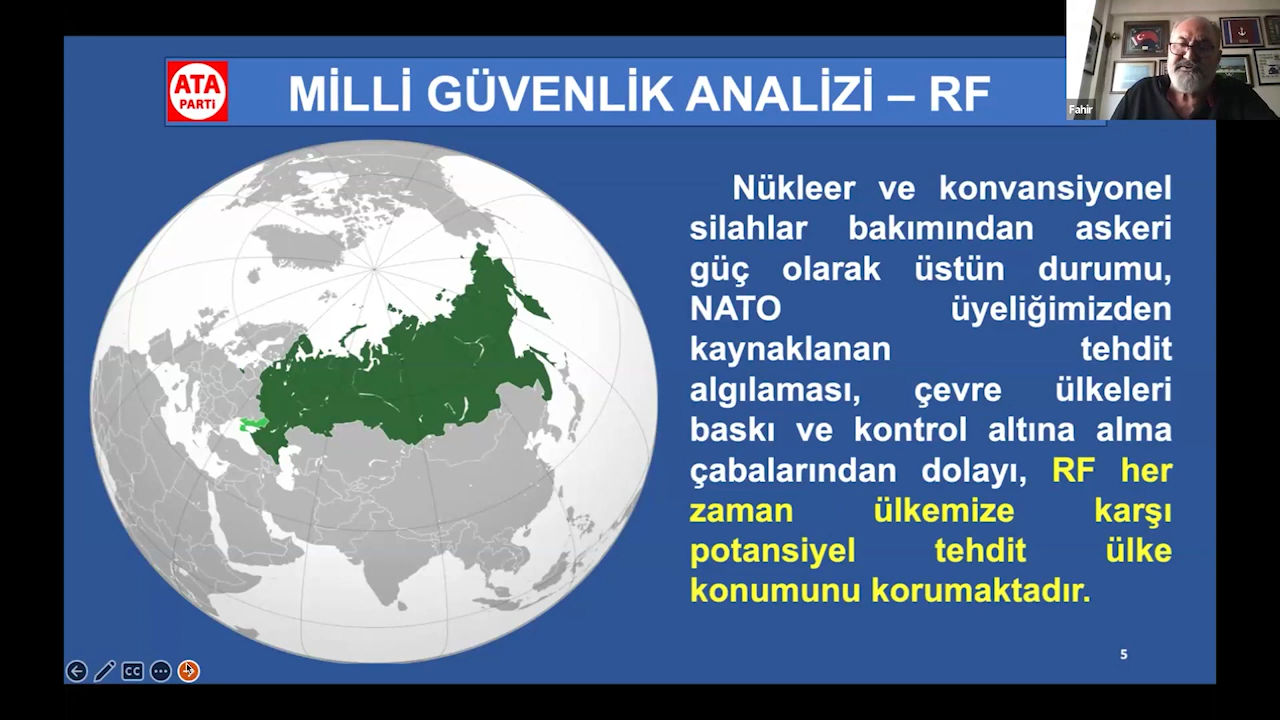 ATA
PARTİ
MİLLİ GÜVENLİK ANALİZİ – RF
Fahir
Nükleer ve konvansiyonel
silahlar bakımından askeri
güç olarak üstün durumu,
NATO üyeliğimizden
kaynaklanan tehdit
algılaması, çevre ülkeleri
baskı ve kontrol altına alma
çabalarından dolayı, RF her
zaman ülkemize karşı
potansiyel tehdit ülke
konumunu korumaktadır.
5
CC